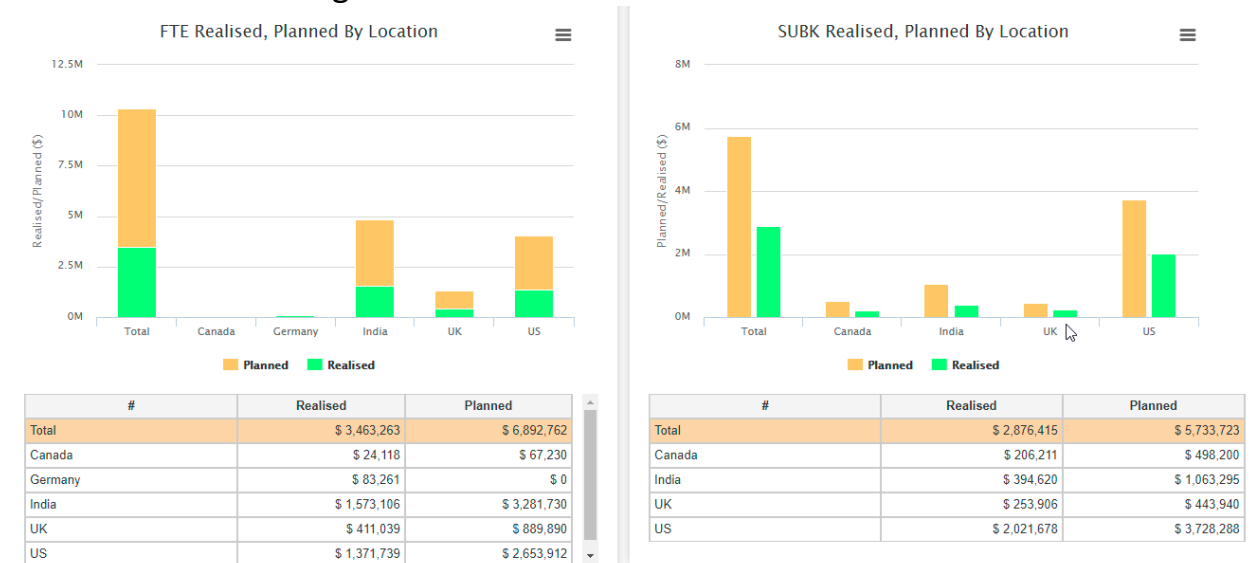 FTE Realised, Planned By Location
12.5M
10M
7.5M
5M
2.5M
0M
Realised/Planned ($)
Total Canada Germany India UK US
Planned Realised
# Realised Planned
Total $ 3,463,263 $ 6,892,762
Canada $ 24,118 $ 67,230
Germany $ 83,261 $ 0
India $ 1,573,106 $ 3,281,730
UK $ 411,039 $ 889,890
US $ 1,371,739 $ 2,653,912
SUBK Realised, Planned By Location
8M
6M
4M
2M
0M
Planned/Realised ($)
Total Canada India UK US
Planned Realised
# Realised Planned
Total $ 2,876,415 $ 5,733,723
Canada $ 206,211 $ 498,200
India $ 394,620 $ 1,063,295
UK $ 253,906 $ 443,940
US $ 2,021,678 $ 3,728,288